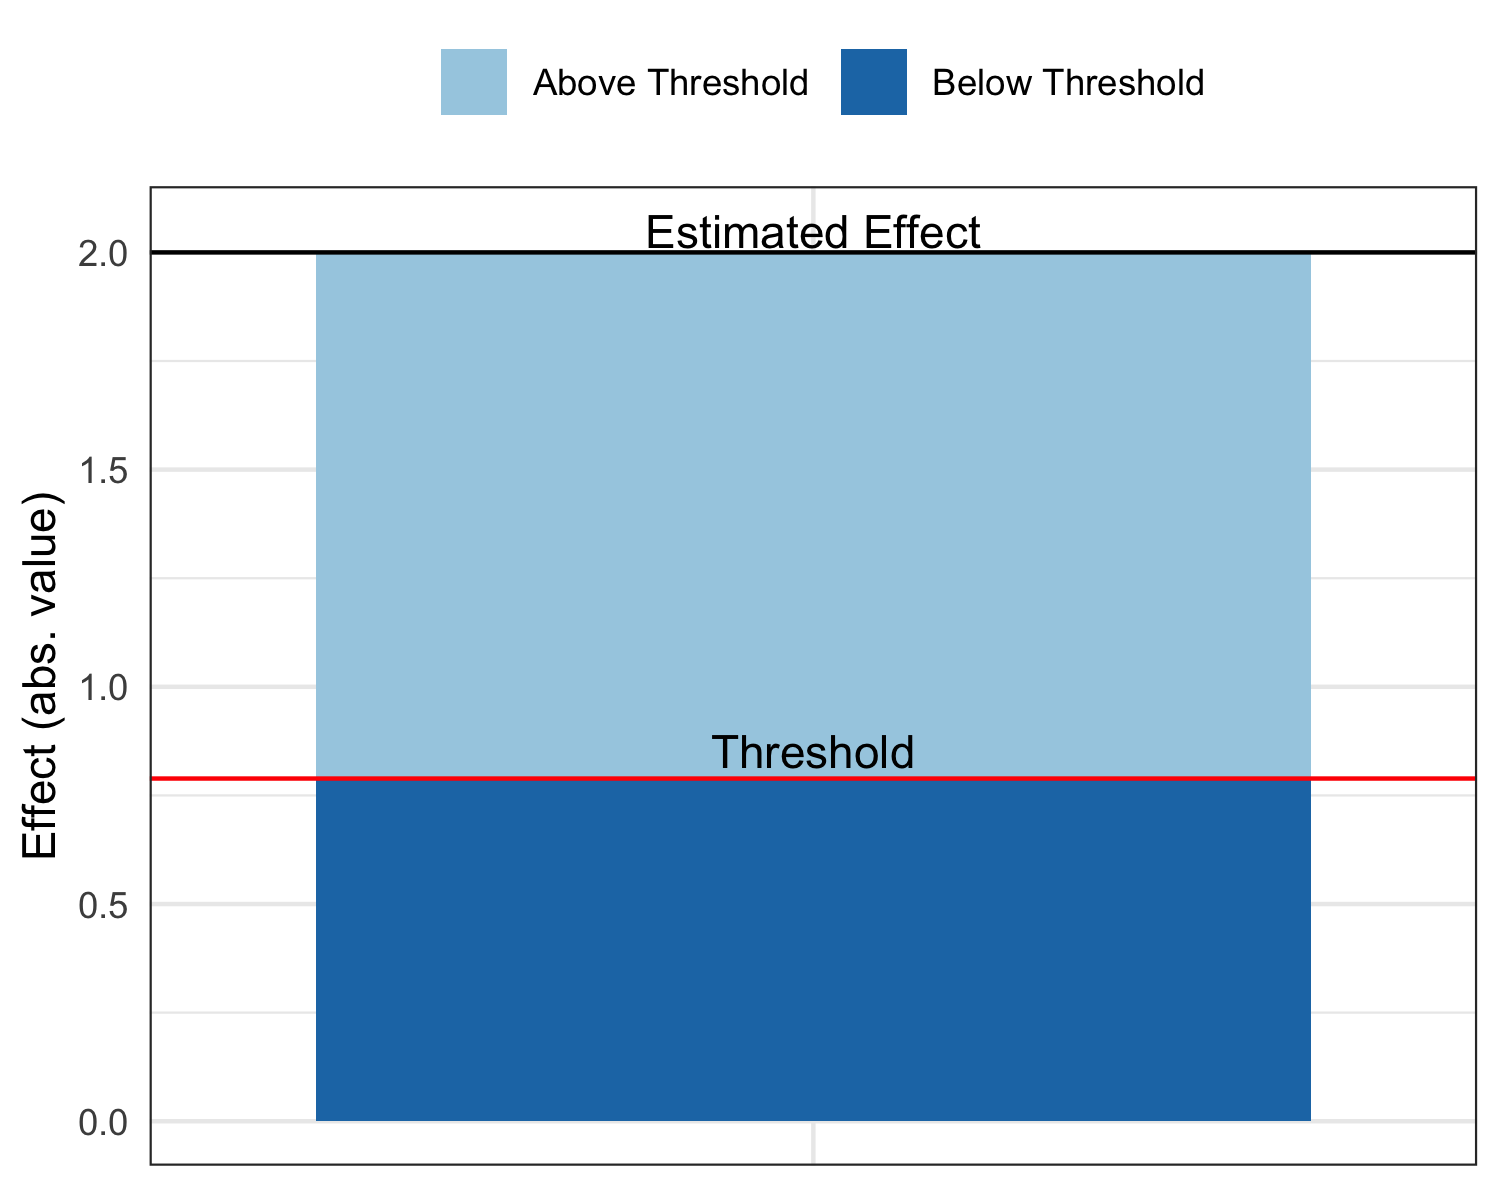 Above Threshold
Below Threshold
Estimated Effect
2.0
1.5
1.0
Threshold
0.5
0.0
Effect (abs. value)